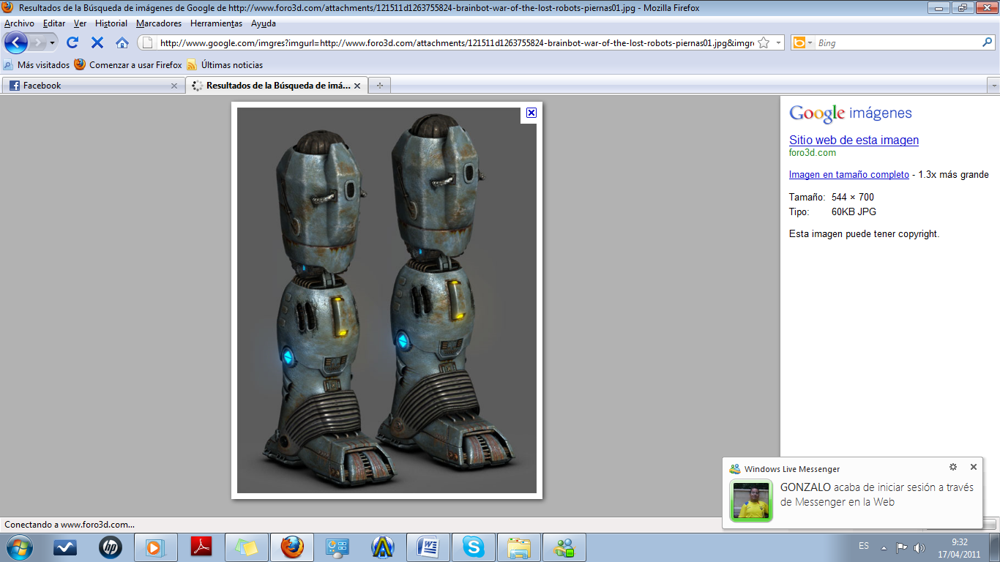 Resultados de la Búsqueda de imágenes de Google de http://www.foro3d.com/attachments/121511d1263755824-brainbot-war-of-the-lost-robots-piernas01.jpg - Mozilla Firefox
Archivo Editar Ver Historial Marcadores Herramientas Ayuda
http://www.google.com/imgres?imgurl=http://www.foro3d.com/attachments/121511d1263755824-brainbot-war-of-the-lost-robots-piernas01.jpg&imgre
Bing
Más visitados Comenzar a usar Firefox Últimas noticias
Facebook
Resultados de la Búsqueda de imá...
Google imágenes
Sitio web de esta imagen
foro3d.com
Imagen en tamaño completo - 1.3x más grande
Tamaño: 544 × 700
Tipo: 60KB JPG
Esta imagen puede tener copyright.
Windows Live Messenger
GONZALO acaba de iniciar sesión a través
de Messenger en la Web
Conectando a www.foro3d.com...
hp
ES
9:32
17/04/2011